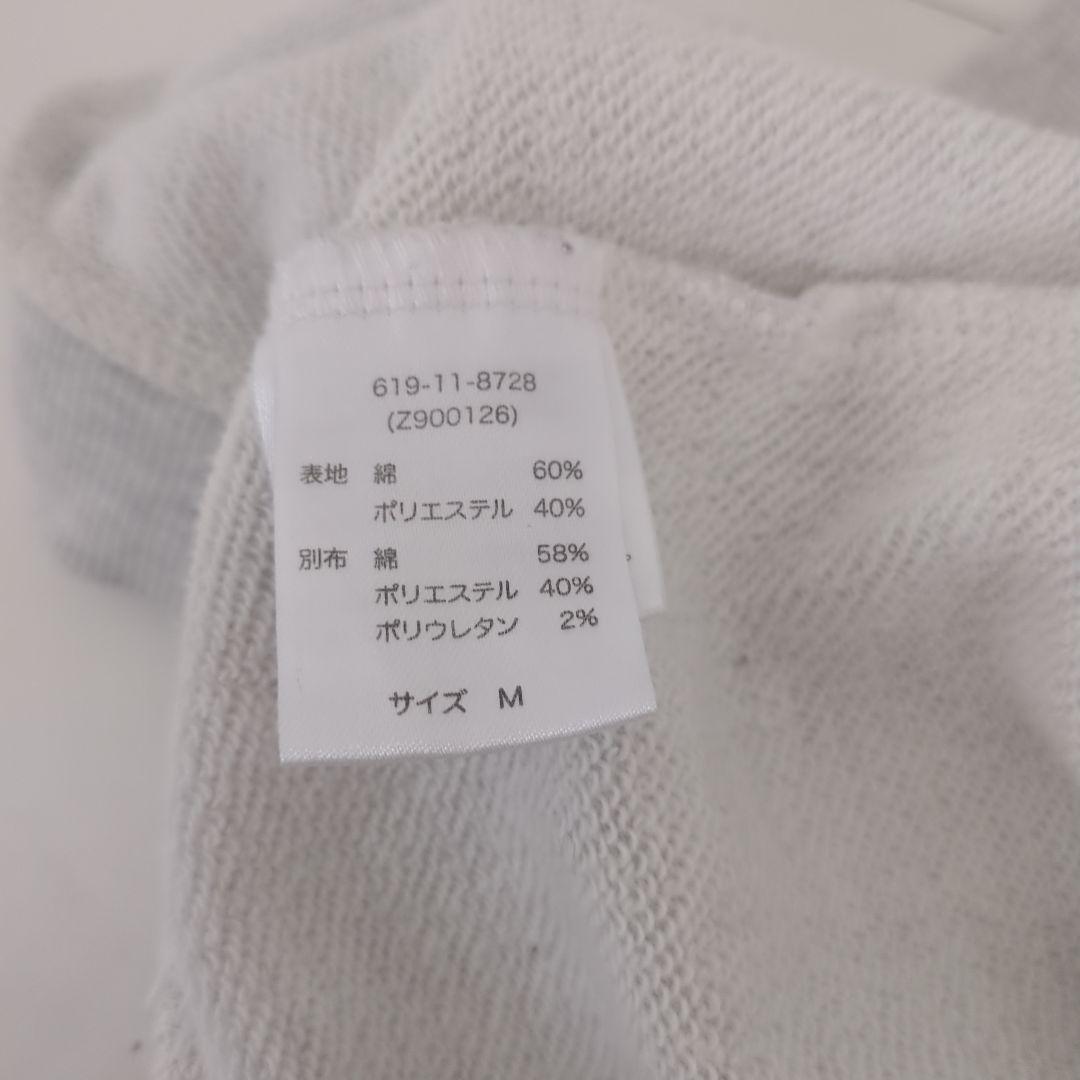 619-11-8728
(Z900126)
表地 綿 60%
ポリエステル 40%
別布 綿 58%
ポリエステル 40%
ポリウレタン 2%
サイズ M